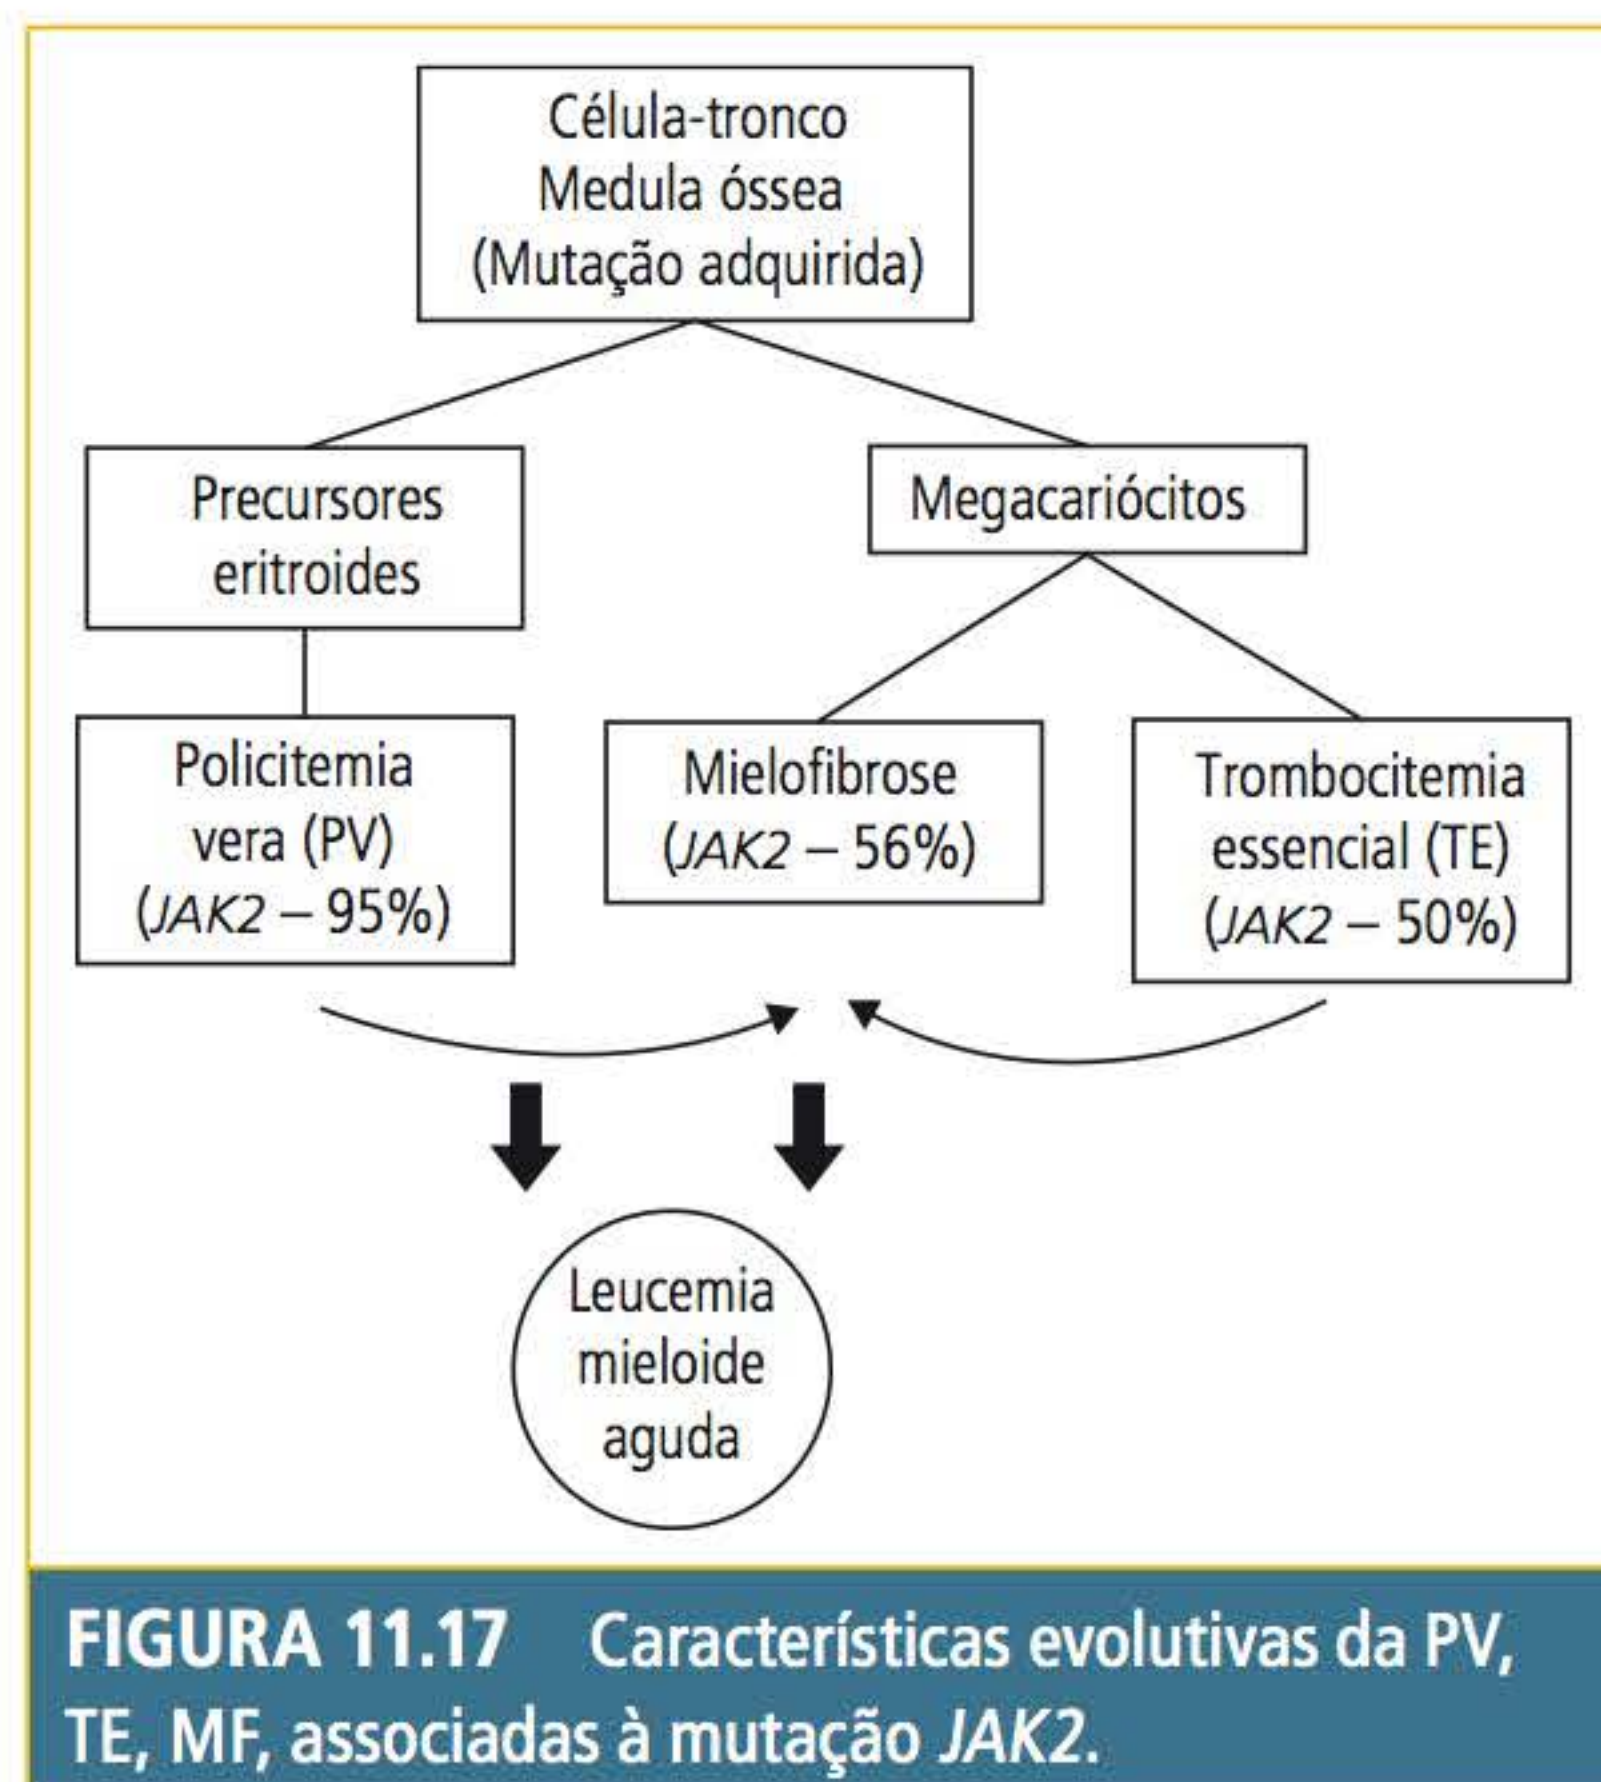 Célula-tronco
Medula óssea
(Mutação adquirida)
Precursores
eritroides
Megacariócitos
Policitemia
vera (PV)
(JAK2 – 95%)
Mielofibrose
(JAK2 – 56%)
Trombocitemia
essencial (TE)
(JAK2 – 50%)
Leucemia
mieloide
aguda
FIGURA 11.17 Características evolutivas da PV,
TE, MF, associadas à mutação JAK2.